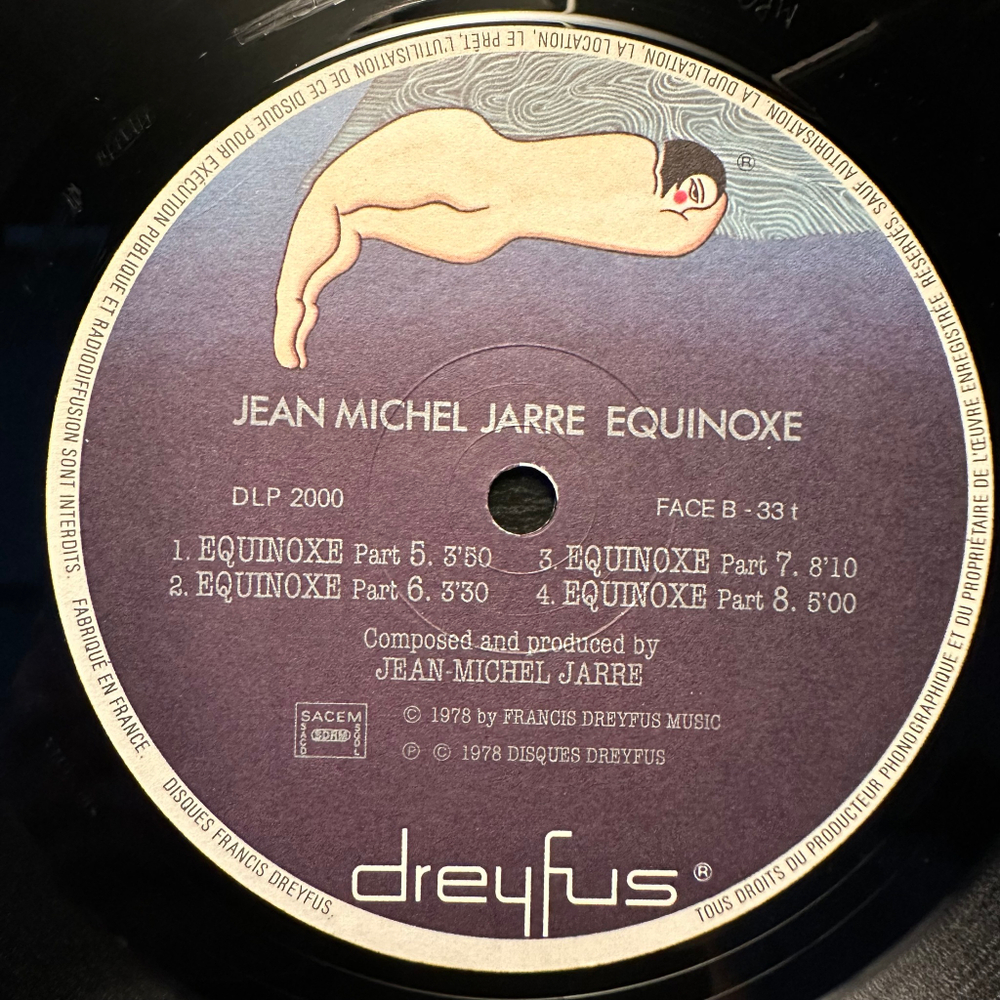 ®
JEAN MICHEL JARRE EQUINOXE
DLP 2000
FACE B - 33 t
1. EQUINOXE Part 5. 3'50
2. EQUINOXE Part 6. 3'30
3. EQUINOXE Part 7. 8'10
4. EQUINOXE Part 8. 5'00
Composed and produced by
JEAN-MICHEL JARRE
SACEM
SACD
SDRM
SGDL
© 1978 by FRANCIS DREYFUS MUSIC
℗ © 1978 DISQUES DREYFUS
dreyfus ®
TOUS DROITS DU PRODUCTEUR PHONOGRAPHIQUE ET DU PROPRIÉTAIRE DE L'ŒUVRE ENREGISTRÉE RÉSERVÉS, SAUF AUTORISATION, LA DUPLICATION, LA LOCATION, LE PRÊT, L'UTILISATION DE CE DISQUE POUR EXÉCUTION PUBLIQUE ET RADIODIFFUSION SONT INTERDITS. FABRIQUÉ EN FRANCE. DISQUES FRANCIS DREYFUS.